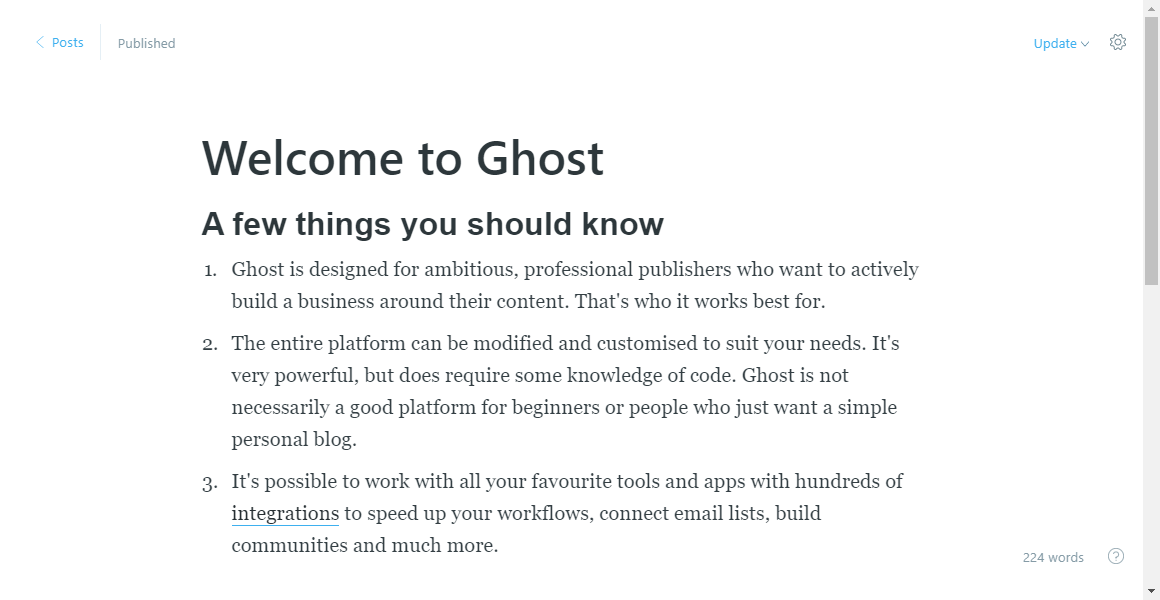 Posts
Published
Update
Welcome to Ghost
A few things you should know
1. Ghost is designed for ambitious, professional publishers who want to actively
build a business around their content. That's who it works best for.
2. The entire platform can be modified and customised to suit your needs. It's
very powerful, but does require some knowledge of code. Ghost is not
necessarily a good platform for beginners or people who just want a simple
personal blog.
3. It's possible to work with all your favourite tools and apps with hundreds of
integrations to speed up your workflows, connect email lists, build
communities and much more.
224 words
?